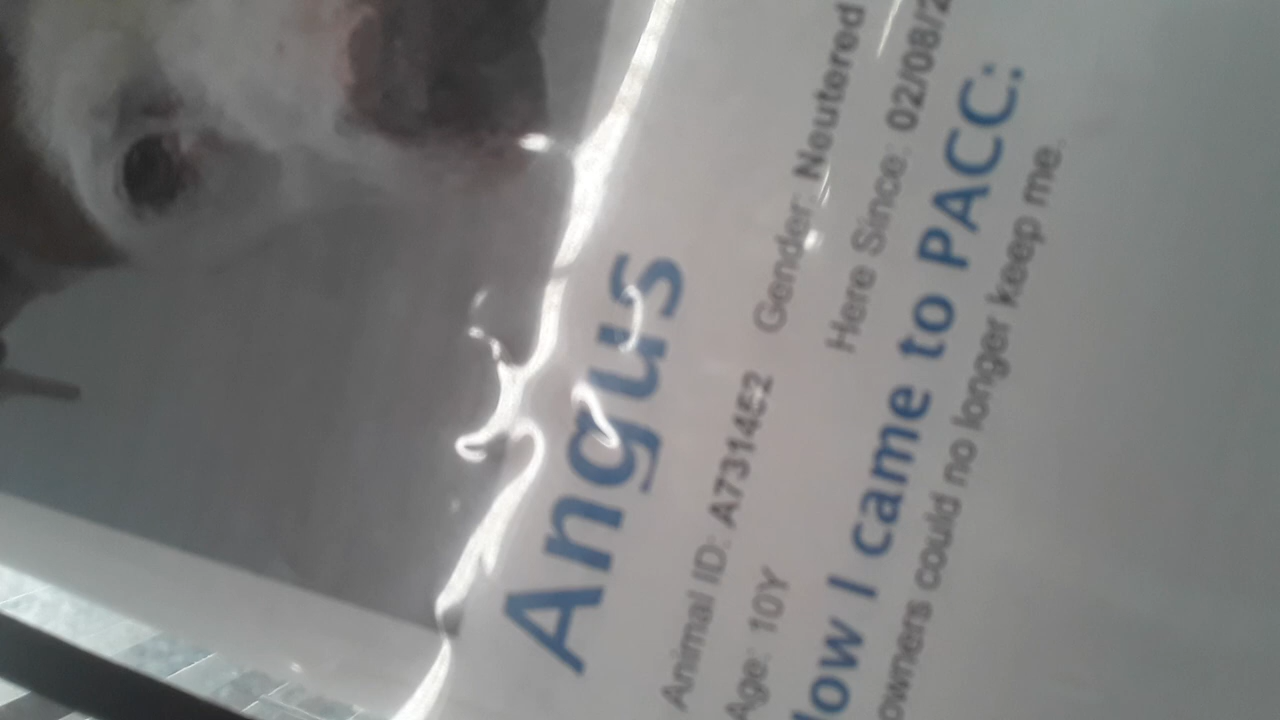 Angus
Animal ID: A731452 Gender: Neutered
Age: 10Y Here Since: 02/08/2
How I came to PACC:
owners could no longer keep me.